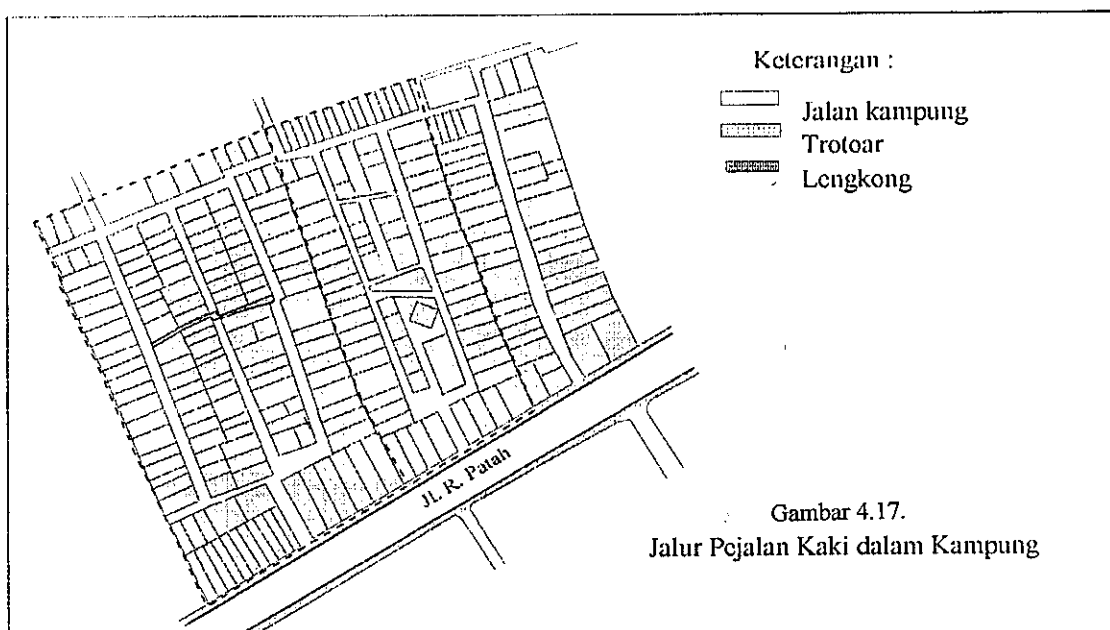 Keterangan :
Jalan kampung
Trotoar
Lengkong
Jl. R. Patah
Gambar 4.17.
Jalur Pejalan Kaki dalam Kampung